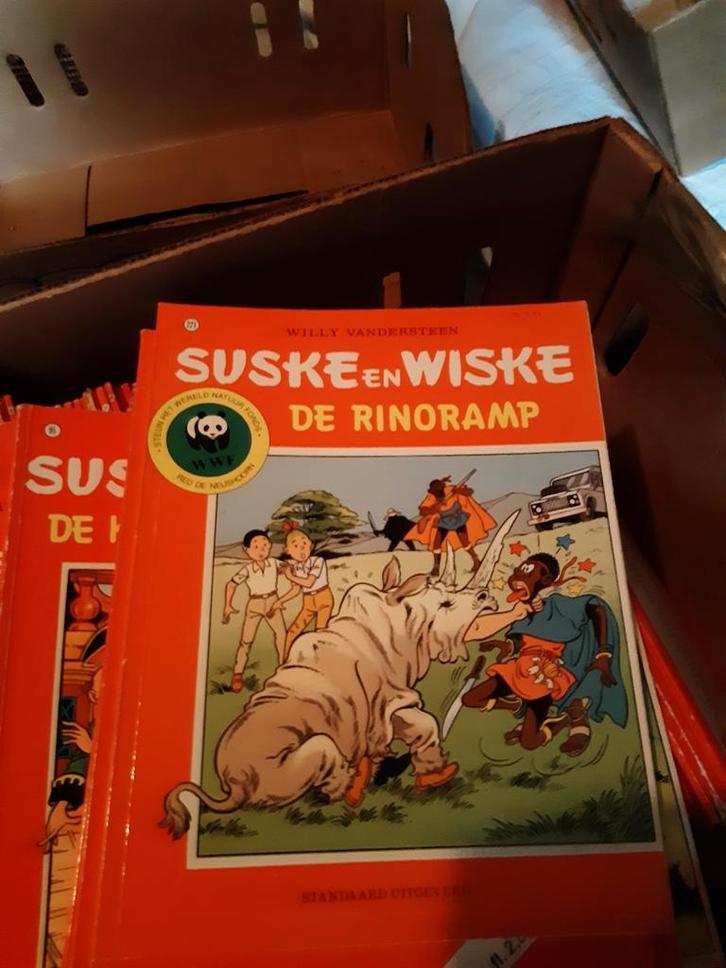 221
WILLY VANDERSTEEN
SUSKE EN WISKE
DE RINORAMP
STEUN HET WERELD NATUUR FONDS
WWF
RED DE NEUSHOORN
STANDAARD UITGEVERIJ
95
SUS
DE K